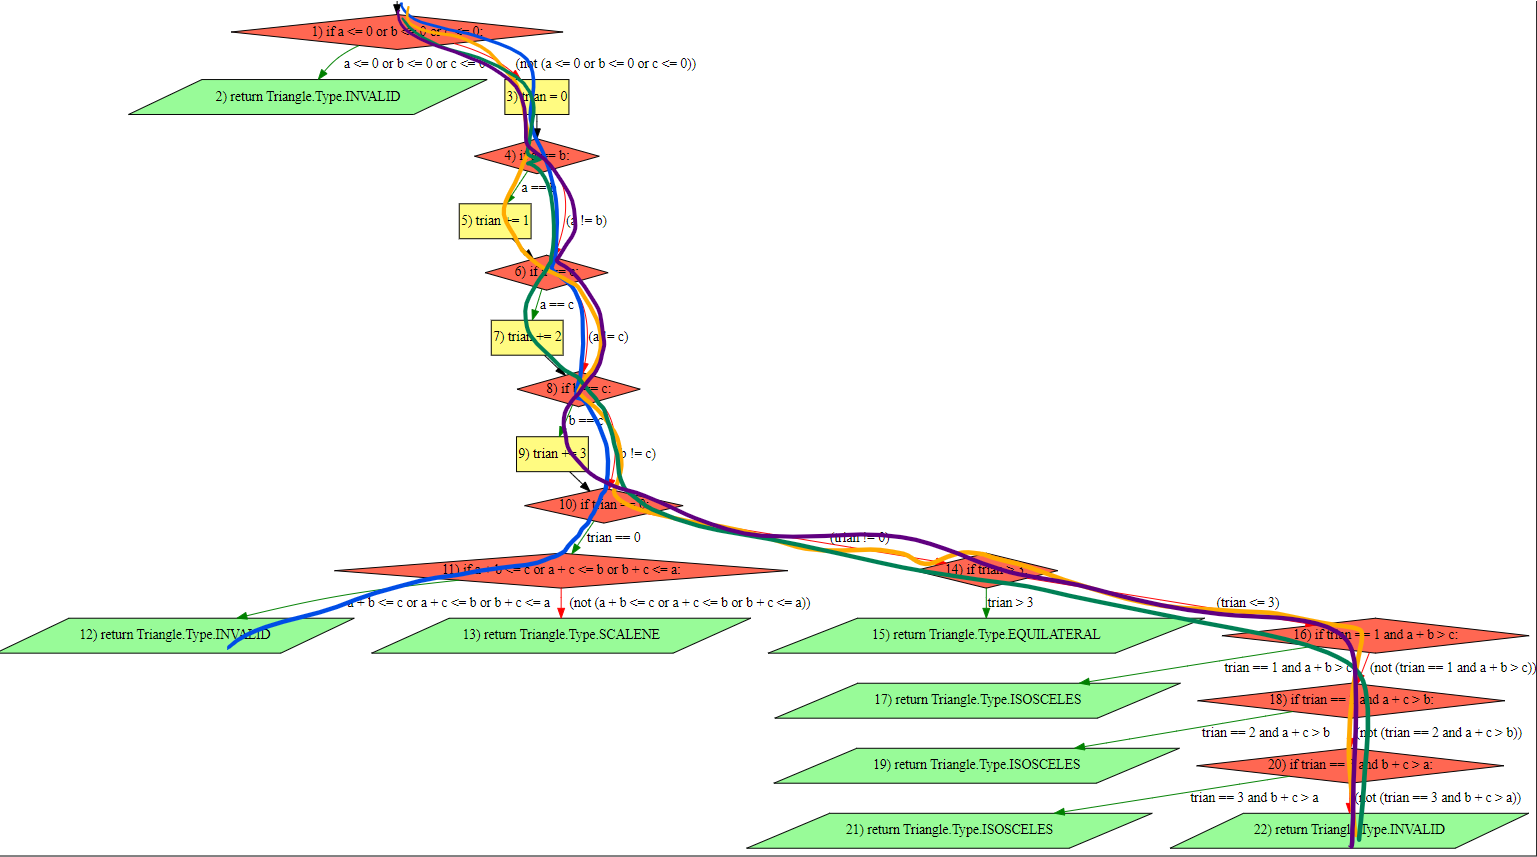 1) if a <= 0 or b <= 0 or c <= 0:
a <= 0 or b <= 0 or c <= 0
(not (a <= 0 or b <= 0 or c <= 0))
2) return Triangle.Type.INVALID
3) trian = 0
4) if a == b:
a == b
5) trian += 1
(a != b)
6) if a == c:
a == c
7) trian += 2
(a != c)
8) if b == c:
b == c
9) trian += 3
(b != c)
10) if trian == 0:
trian == 0
(trian != 0)
11) if a + b <= c or a + c <= b or b + c <= a:
14) if trian > 3:
a + b <= c or a + c <= b or b + c <= a
(not (a + b <= c or a + c <= b or b + c <= a))
trian > 3
(trian <= 3)
12) return Triangle.Type.INVALID
13) return Triangle.Type.SCALENE
15) return Triangle.Type.EQUILATERAL
16) if trian == 1 and a + b > c:
trian == 1 and a + b > c
(not (trian == 1 and a + b > c))
17) return Triangle.Type.ISOSCELES
18) if trian == 2 and a + c > b:
trian == 2 and a + c > b
(not (trian == 2 and a + c > b))
19) return Triangle.Type.ISOSCELES
20) if trian == 3 and b + c > a:
trian == 3 and b + c > a
(not (trian == 3 and b + c > a))
21) return Triangle.Type.ISOSCELES
22) return Triangle.Type.INVALID